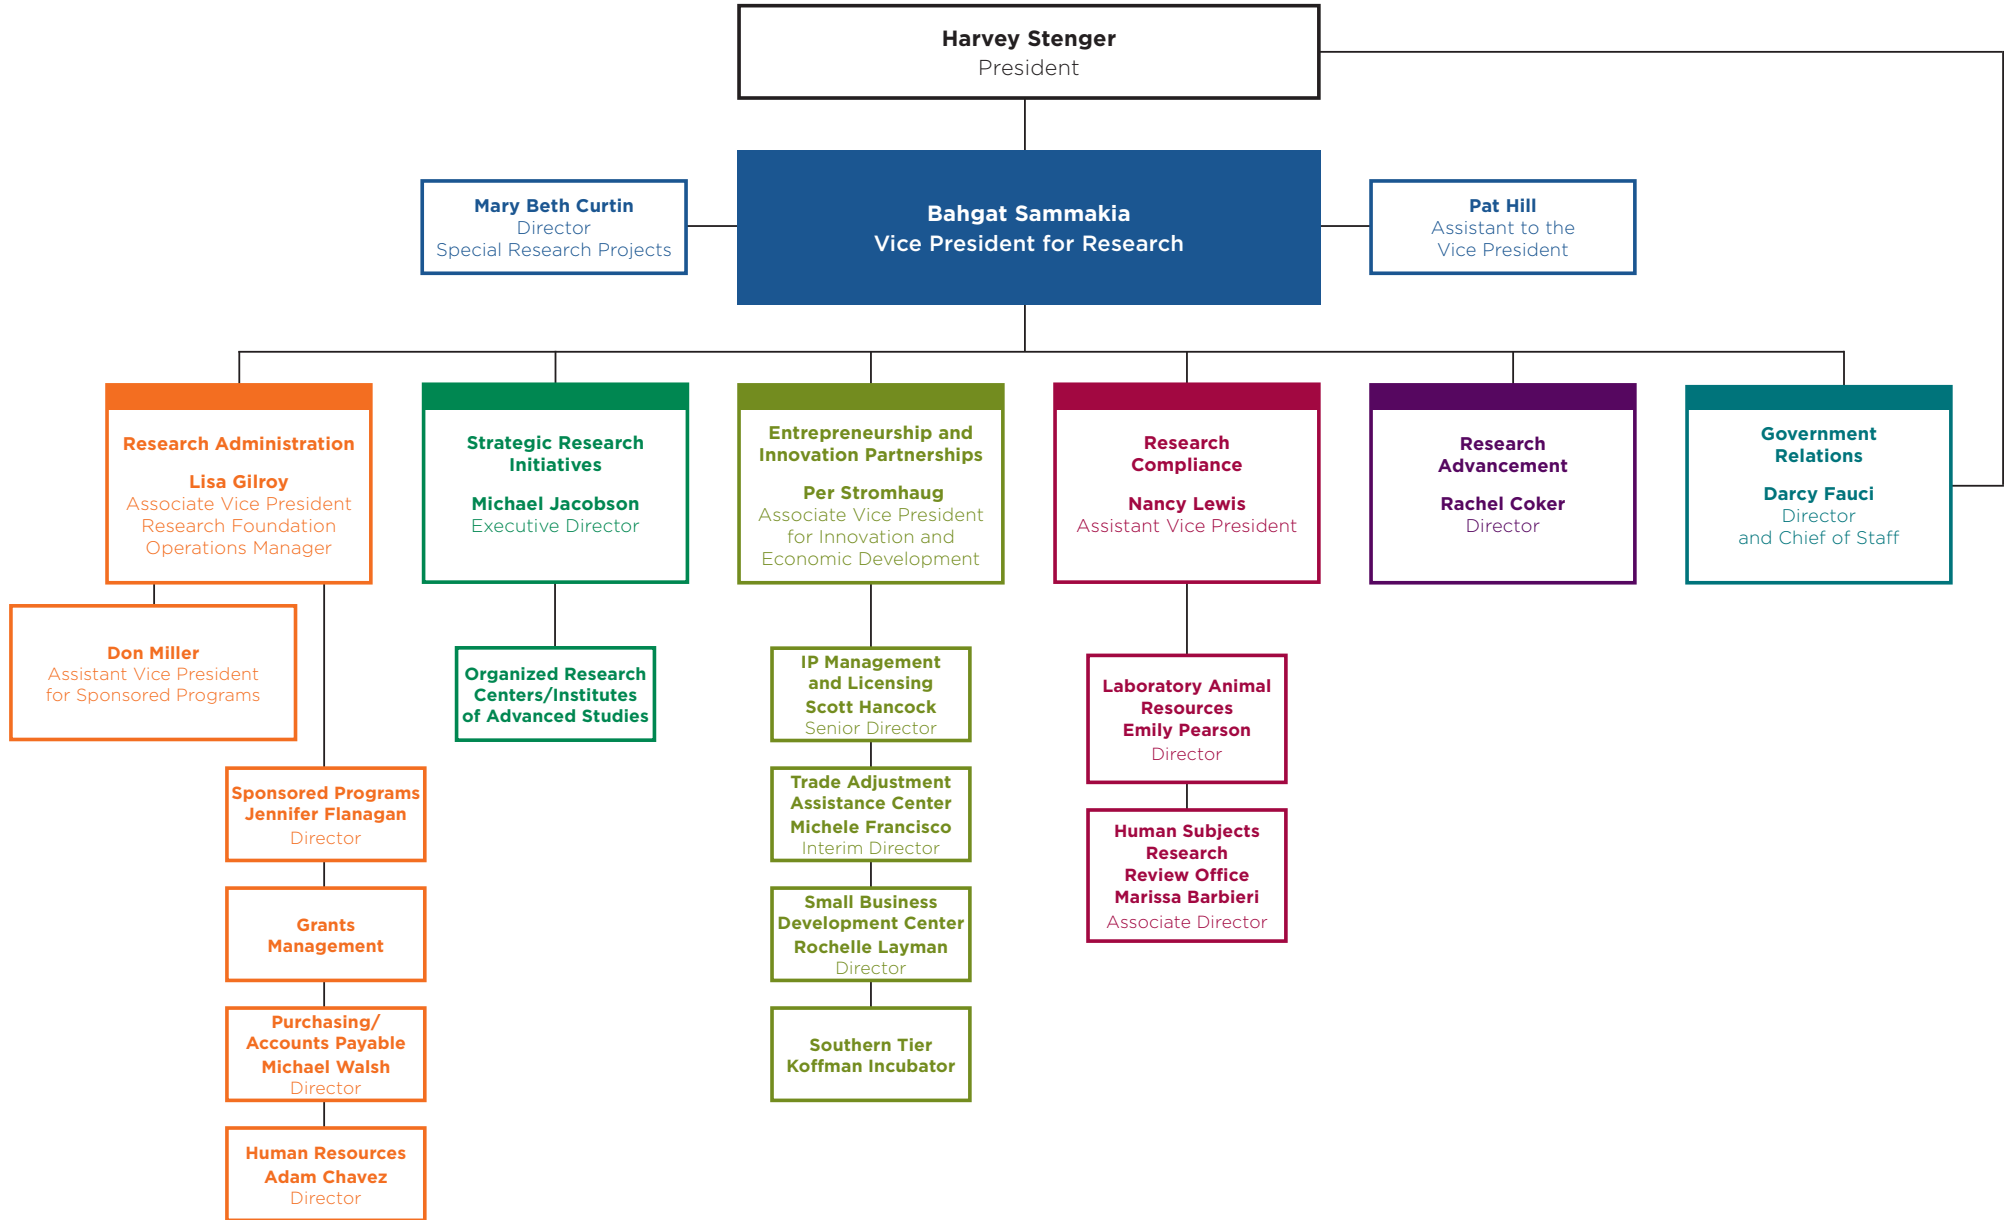 Harvey Stenger
President
Mary Beth Curtin
Director
Special Research Projects
Bahgat Sammakia
Vice President for Research
Pat Hill
Assistant to the
Vice President
Research Administration
Lisa Gilroy
Associate Vice President
Research Foundation
Operations Manager
Strategic Research
Initiatives
Michael Jacobson
Executive Director
Entrepreneurship and
Innovation Partnerships
Per Stromhaug
Associate Vice President
for Innovation and
Economic Development
Research
Compliance
Nancy Lewis
Assistant Vice President
Research
Advancement
Rachel Coker
Director
Government
Relations
Darcy Fauci
Director
and Chief of Staff
Don Miller
Assistant Vice President
for Sponsored Programs
Sponsored Programs
Jennifer Flanagan
Director
Grants
Management
Purchasing/
Accounts Payable
Michael Walsh
Director
Human Resources
Adam Chavez
Director
Organized Research
Centers/Institutes
of Advanced Studies
IP Management
and Licensing
Scott Hancock
Senior Director
Trade Adjustment
Assistance Center
Michele Francisco
Interim Director
Small Business
Development Center
Rochelle Layman
Director
Southern Tier
Koffman Incubator
Laboratory Animal
Resources
Emily Pearson
Director
Human Subjects
Research
Review Office
Marissa Barbieri
Associate Director